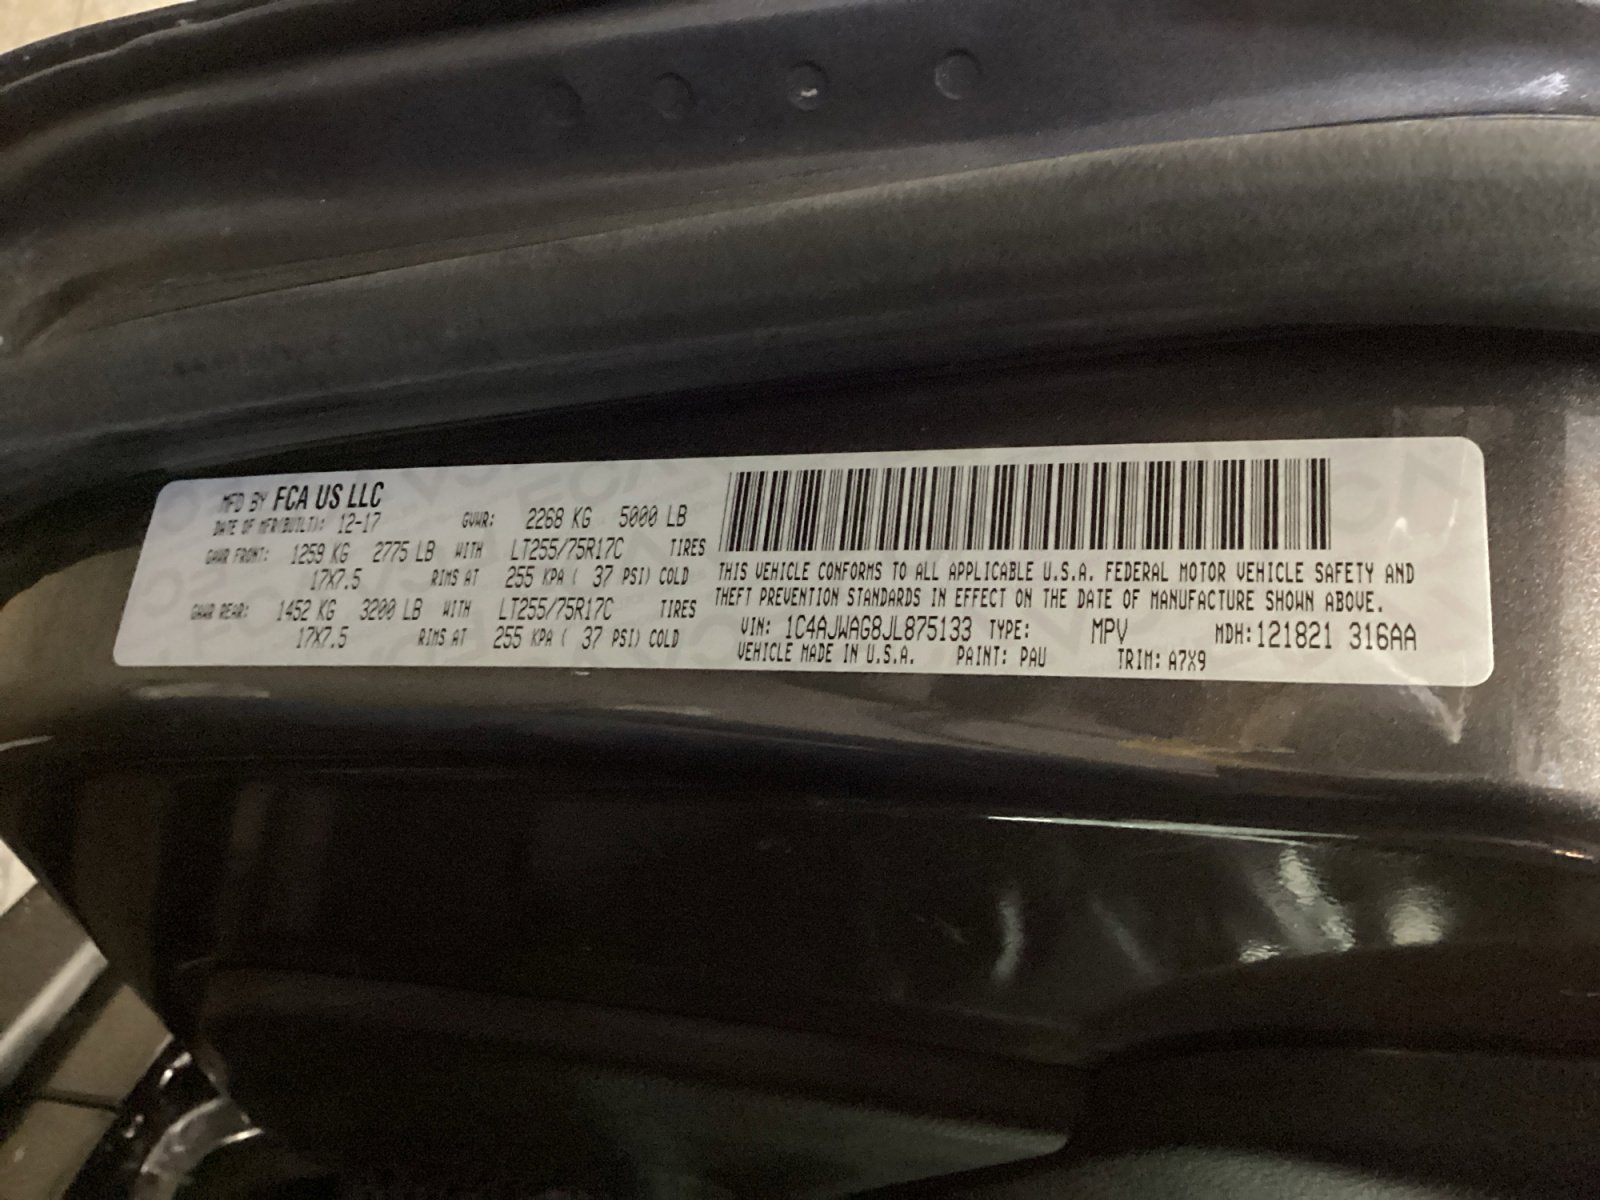 MFD BY FCA US LLC
DATE OF MFR(BUILT): 12-17 GVWR: 2268 KG 5000 LB
GAWR FRONT: 1259 KG 2775 LB WITH LT255/75R17C TIRES
17X7.5 RIMS AT 255 KPA ( 37 PSI) COLD
GAWR REAR: 1452 KG 3200 LB WITH LT255/75R17C TIRES
17X7.5 RIMS AT 255 KPA ( 37 PSI) COLD
THIS VEHICLE CONFORMS TO ALL APPLICABLE U.S.A. FEDERAL MOTOR VEHICLE SAFETY AND
THEFT PREVENTION STANDARDS IN EFFECT ON THE DATE OF MANUFACTURE SHOWN ABOVE.
VIN: 1C4AJWAG8JL875133 TYPE: MPV MDH:121821 316AA
VEHICLE MADE IN U.S.A. PAINT: PAU TRIM: A7X9